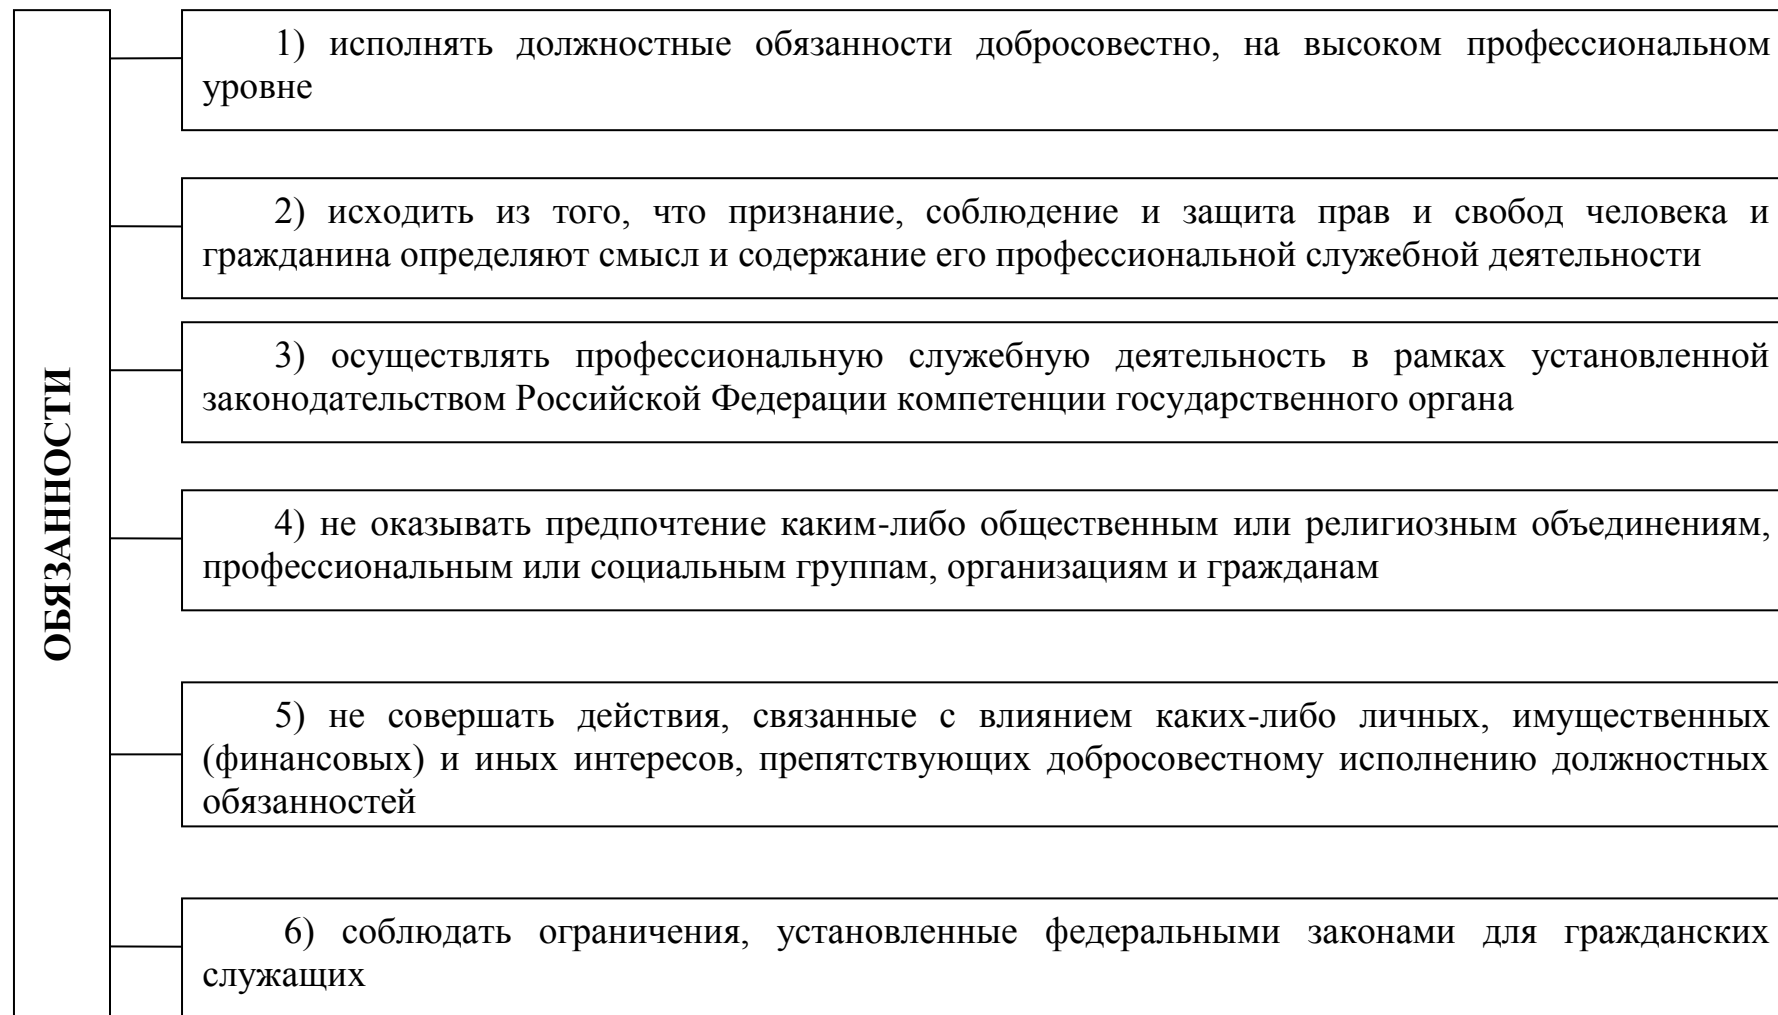 ОБЯЗАННОСТИ
1) исполнять должностные обязанности добросовестно, на высоком профессиональном
уровне
2) исходить из того, что признание, соблюдение и защита прав и свобод человека и
гражданина определяют смысл и содержание его профессиональной служебной деятельности
3) осуществлять профессиональную служебную деятельность в рамках установленной
законодательством Российской Федерации компетенции государственного органа
4) не оказывать предпочтение каким-либо общественным или религиозным объединениям,
профессиональным или социальным группам, организациям и гражданам
5) не совершать действия, связанные с влиянием каких-либо личных, имущественных
(финансовых) и иных интересов, препятствующих добросовестному исполнению должностных
обязанностей
6) соблюдать ограничения, установленные федеральными законами для гражданских
служащих